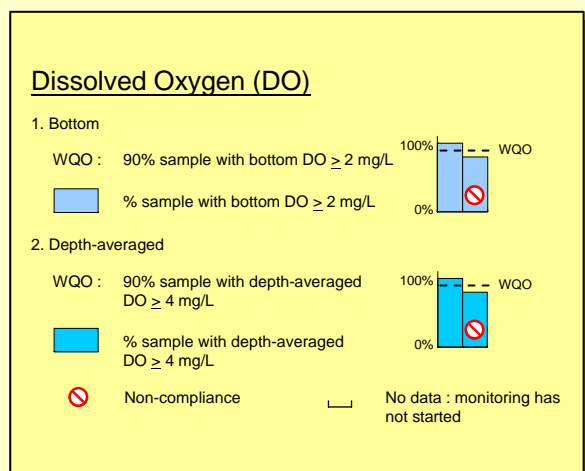 Dissolved Oxygen (DO)
1. Bottom
WQO : 90% sample with bottom DO ≥ 2 mg/L
% sample with bottom DO ≥ 2 mg/L
100%
WQO
0%
2. Depth-averaged
WQO : 90% sample with depth-averaged
DO ≥ 4 mg/L
% sample with depth-averaged
DO ≥ 4 mg/L
100%
WQO
0%
Non-compliance
No data : monitoring has
not started